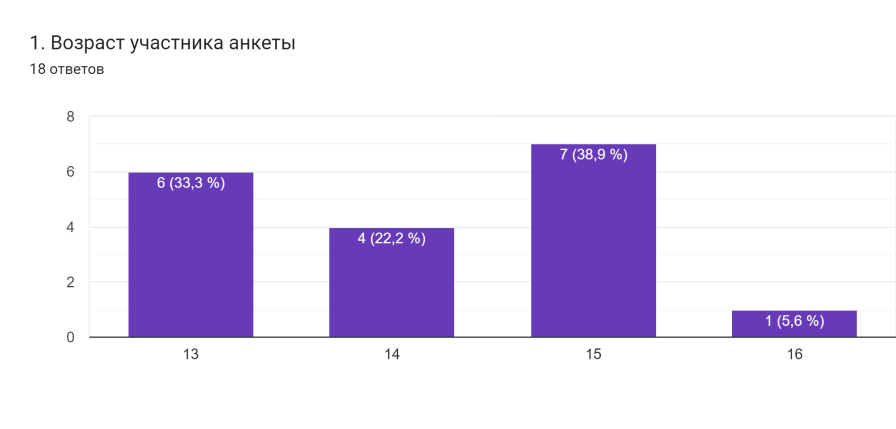 1. Возраст участника анкеты
18 ответов
8
6
4
2
0
6 (33,3 %)
4 (22,2 %)
7 (38,9 %)
1 (5,6 %)
13
14
15
16